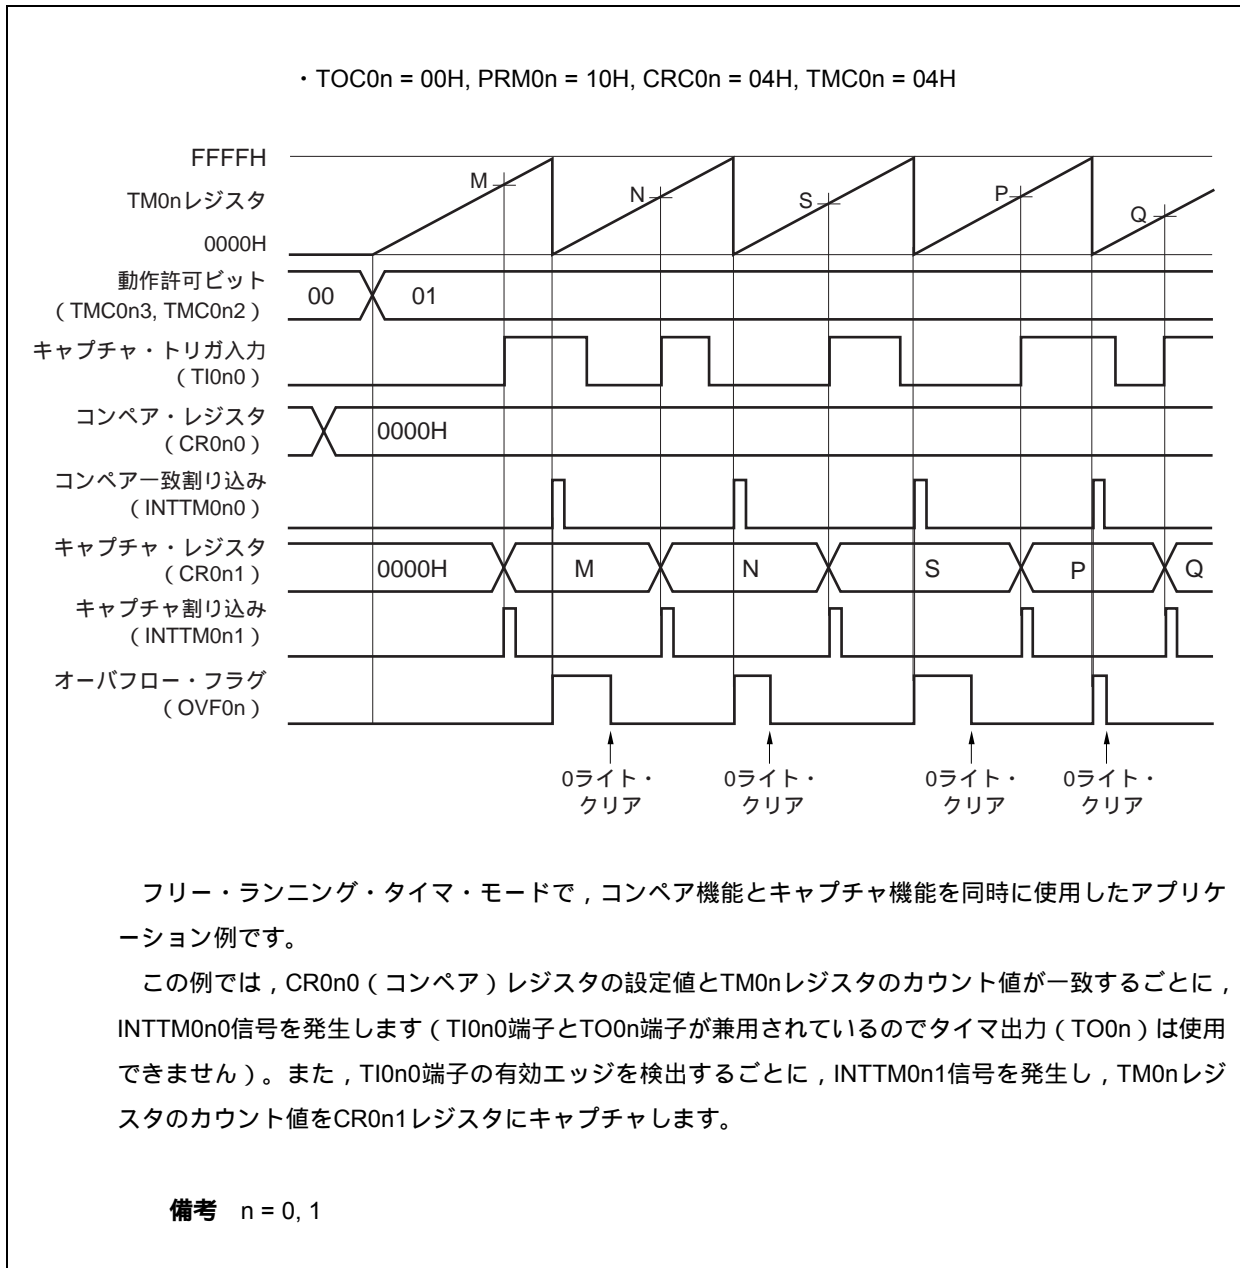 ・TOC0n = 00H, PRM0n = 10H, CRC0n = 04H, TMC0n = 04H
FFFFH
TM0nレジスタ
0000H
M
N
S
P
Q
動作許可ビット
（TMC0n3, TMC0n2）
00
01
キャプチャ・トリガ入力
（TI0n0）
コンペア・レジスタ
（CR0n0）
0000H
コンペア一致割り込み
（INTTM0n0）
キャプチャ・レジスタ
（CR0n1）
0000H
M
N
S
P
Q
キャプチャ割り込み
（INTTM0n1）
オーバフロー・フラグ
（OVF0n）
0ライト・
クリア
0ライト・
クリア
0ライト・
クリア
0ライト・
クリア
フリー・ランニング・タイマ・モードで，コンペア機能とキャプチャ機能を同時に使用したアプリケ
ーション例です。
この例では，CR0n0（コンペア）レジスタの設定値とTM0nレジスタのカウント値が一致するごとに，
INTTM0n0信号を発生します（TI0n0端子とTO0n端子が兼用されているのでタイマ出力（TO0n）は使用
できません）。また，TI0n0端子の有効エッジを検出するごとに，INTTM0n1信号を発生し，TM0nレジ
スタのカウント値をCR0n1レジスタにキャプチャします。
備考 n = 0, 1